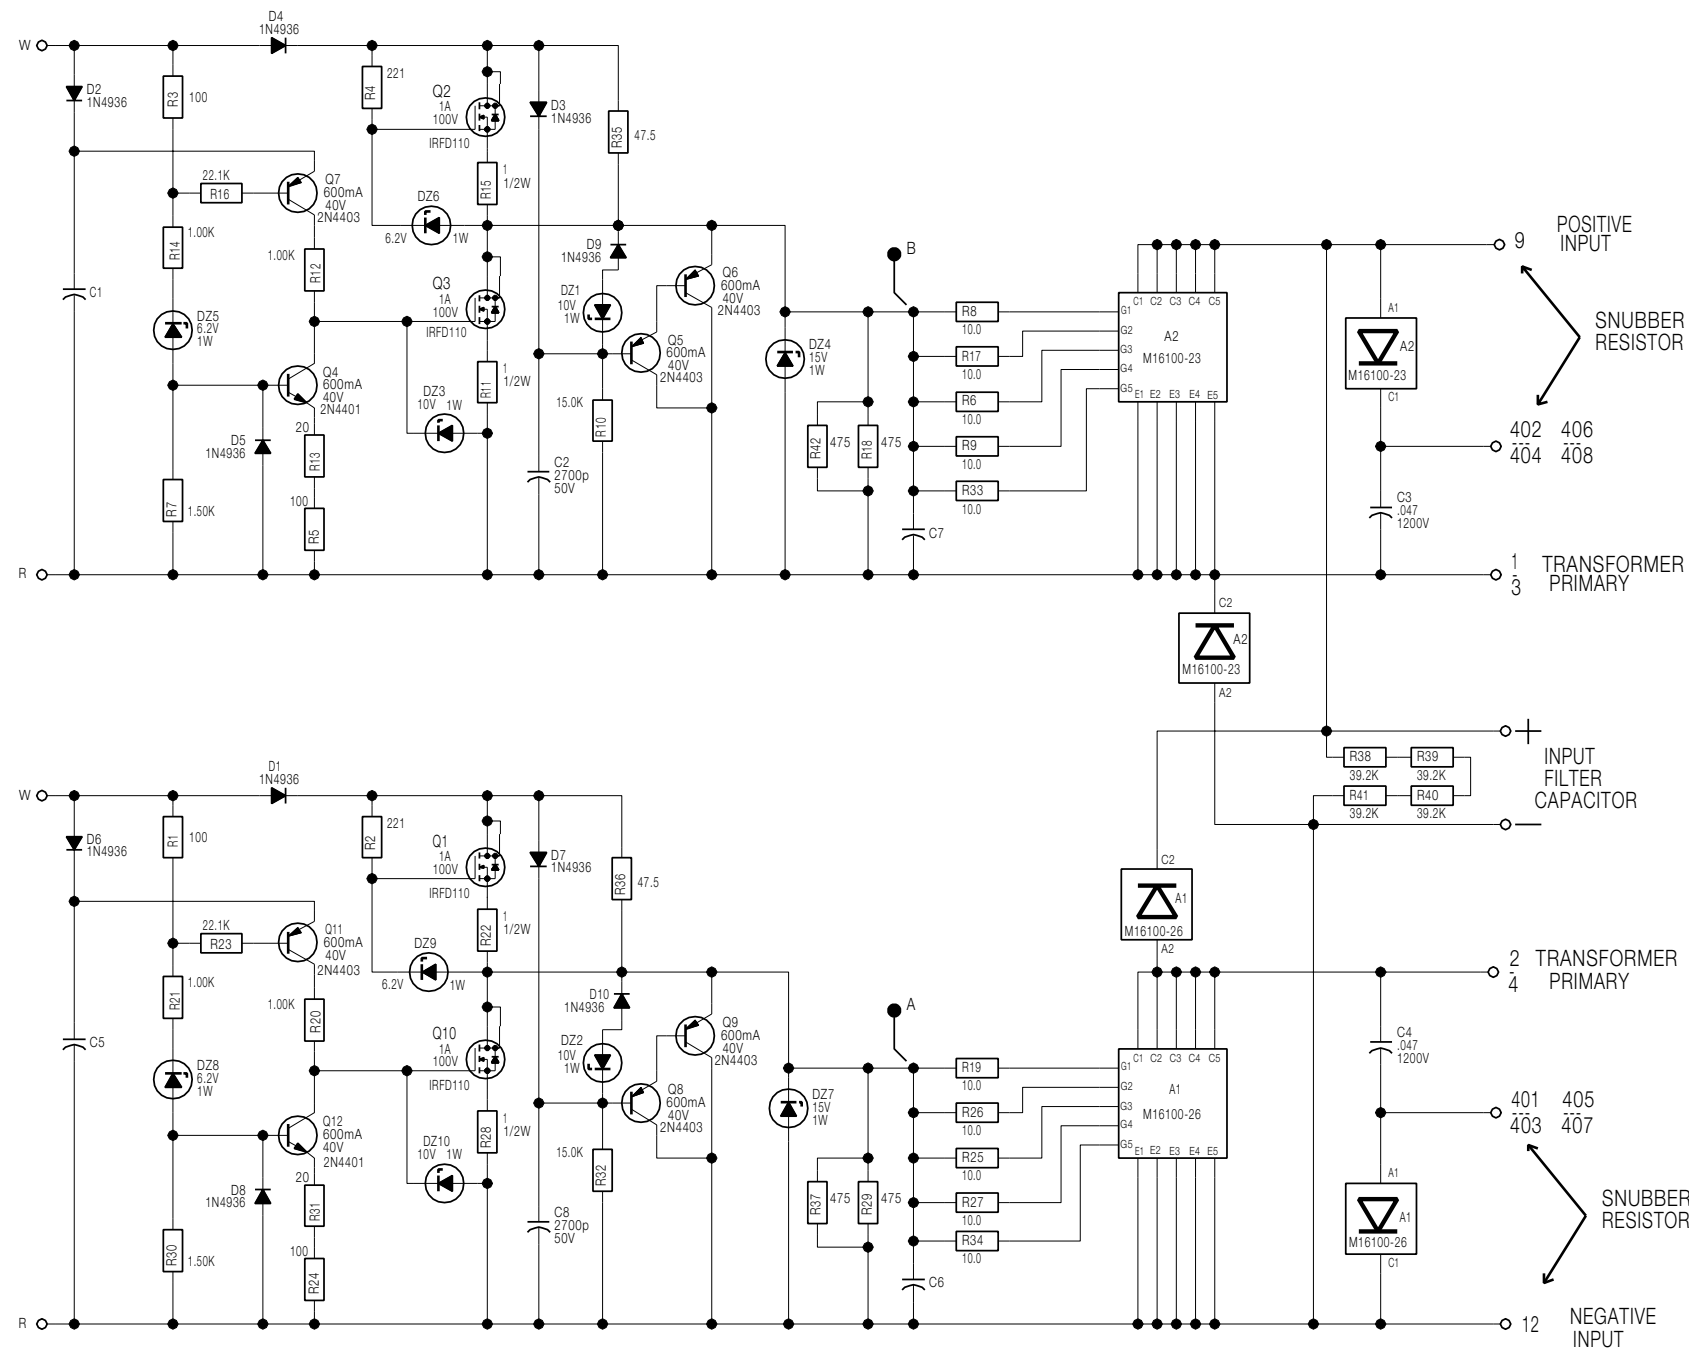 D4
1N4936
W
D2
1N4936
R3
100
R4
221
Q2
1A
100V
IRFD110
D3
1N4936
R35
47.5
R15
1
1/2W
22.1K
R16
Q7
600mA
40V
2N4403
DZ6
6.2V
1W
R14
1.00K
1.00K
R12
D9
1N4936
Q6
600mA
40V
2N4403
B
C1
DZ5
6.2V
1W
Q3
1A
100V
IRFD110
DZ1
10V
1W
Q5
600mA
40V
2N4403
DZ4
15V
1W
Q4
600mA
40V
2N4401
DZ3
10V 1W
R11
1
1/2W
15.0K
R10
D5
1N4936
20
R13
C2
2700p
50V
R42
475
R18
475
R7
1.50K
100
R5
C7
R
R8
10.0
R17
10.0
R6
10.0
R9
10.0
R33
10.0
C1 C2 C3 C4 C5
G1
G2
G3
G4
G5
A2
M16100-23
E1 E2 E3 E4 E5
9
POSITIVE
INPUT
A1
A2
M16100-23
C1
SNUBBER
RESISTOR
402 406
404 408
C3
.047
1200V
1
3
TRANSFORMER
PRIMARY
C2
A2
M16100-23
A2
R38
39.2K
R39
39.2K
R41
39.2K
R40
39.2K
INPUT
FILTER
CAPACITOR
D1
1N4936
W
D6
1N4936
R1
100
R2
221
Q1
1A
100V
IRFD110
D7
1N4936
R36
47.5
R22
1
1/2W
22.1K
R23
Q11
600mA
40V
2N4403
DZ9
6.2V
1W
R21
1.00K
1.00K
R20
D10
1N4936
Q9
600mA
40V
2N4403
A
C5
DZ8
6.2V
1W
Q10
1A
100V
IRFD110
DZ2
10V
1W
Q8
600mA
40V
2N4403
DZ7
15V
1W
Q12
600mA
40V
2N4401
DZ10
10V 1W
R28
1
1/2W
15.0K
R32
D8
1N4936
20
R31
C8
2700p
50V
R37
475
R29
475
R30
1.50K
100
R24
C6
R
R19
10.0
R26
10.0
R25
10.0
R27
10.0
R34
10.0
C2
A1
M16100-26
A2
C1 C2 C3 C4 C5
G1
G2
G3
G4
G5
A1
M16100-26
E1 E2 E3 E4 E5
2
4
TRANSFORMER
PRIMARY
C4
.047
1200V
401 405
403 407
A1
A1
M16100-26
C1
SNUBBER
RESISTOR
12
NEGATIVE
INPUT